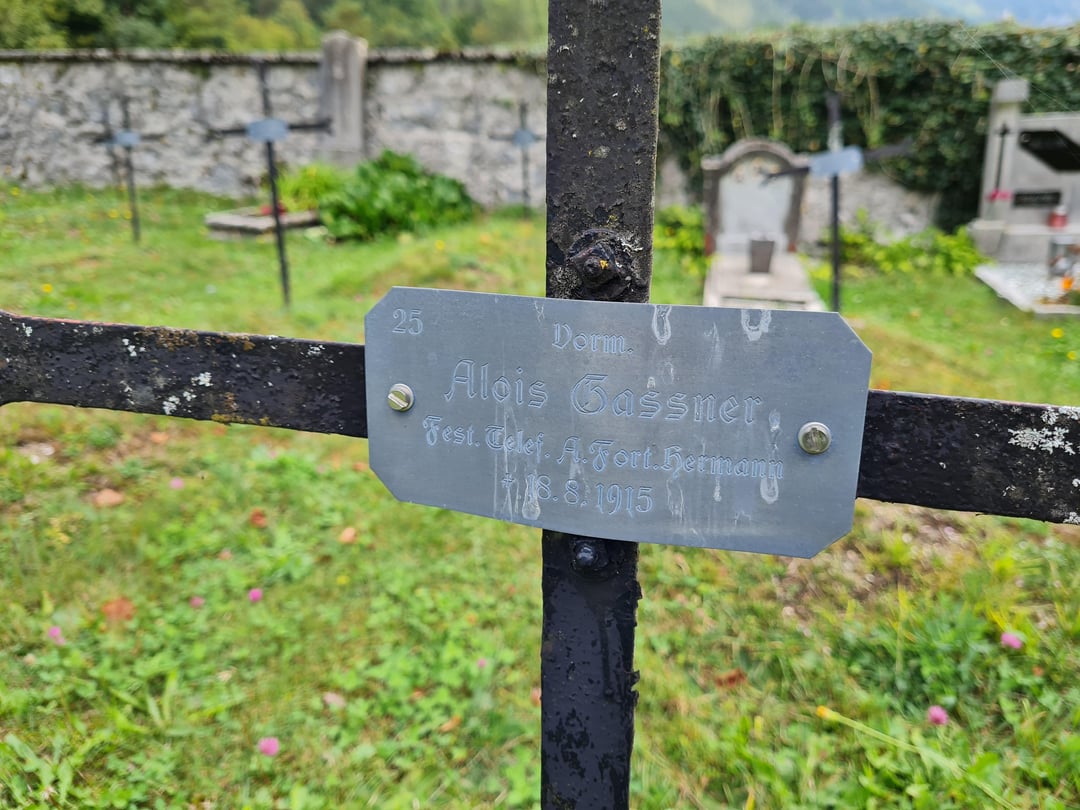 25
Vorm.
Alois Gassner
Fest. Telef. A. Fort. Hermann
✝ 18. 8. 1915